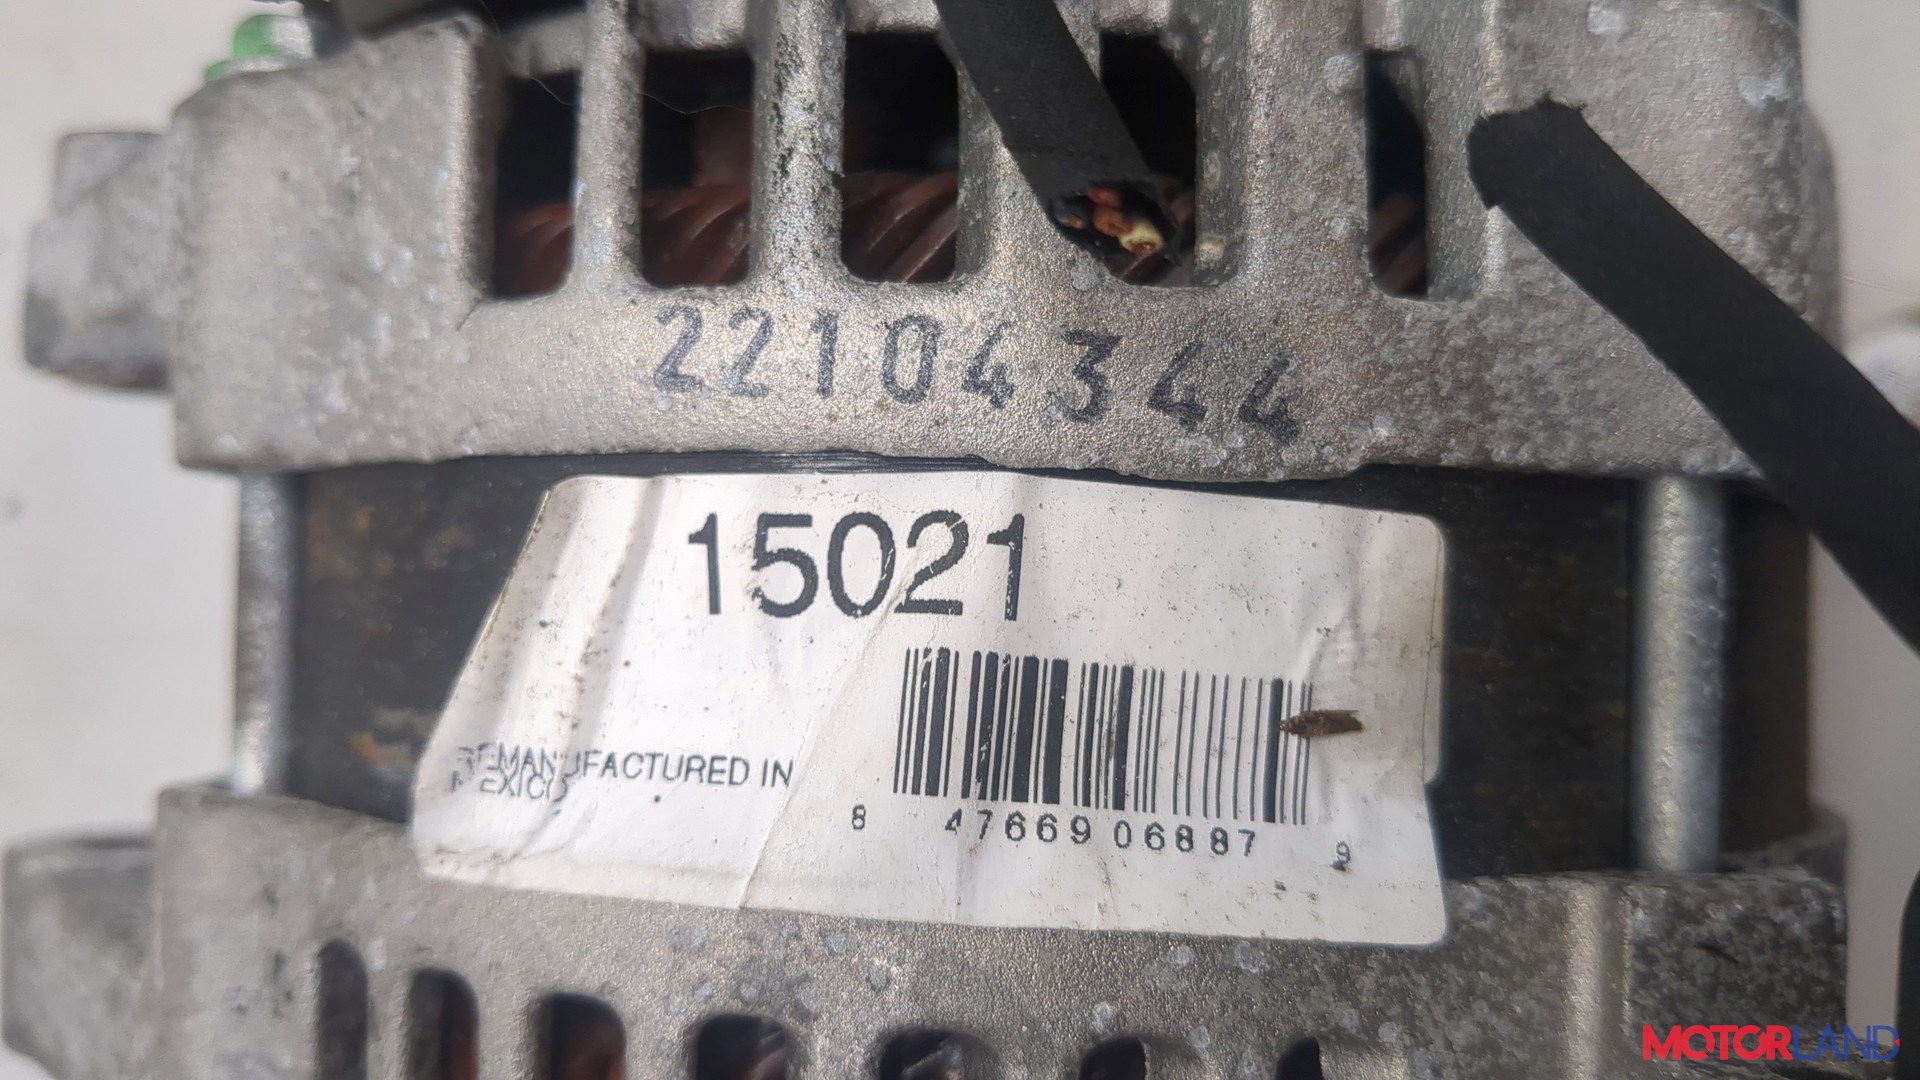 22104344
15021
REMANUFACTURED IN
MEXICO
8 47669 06887 9
MOTORLAND